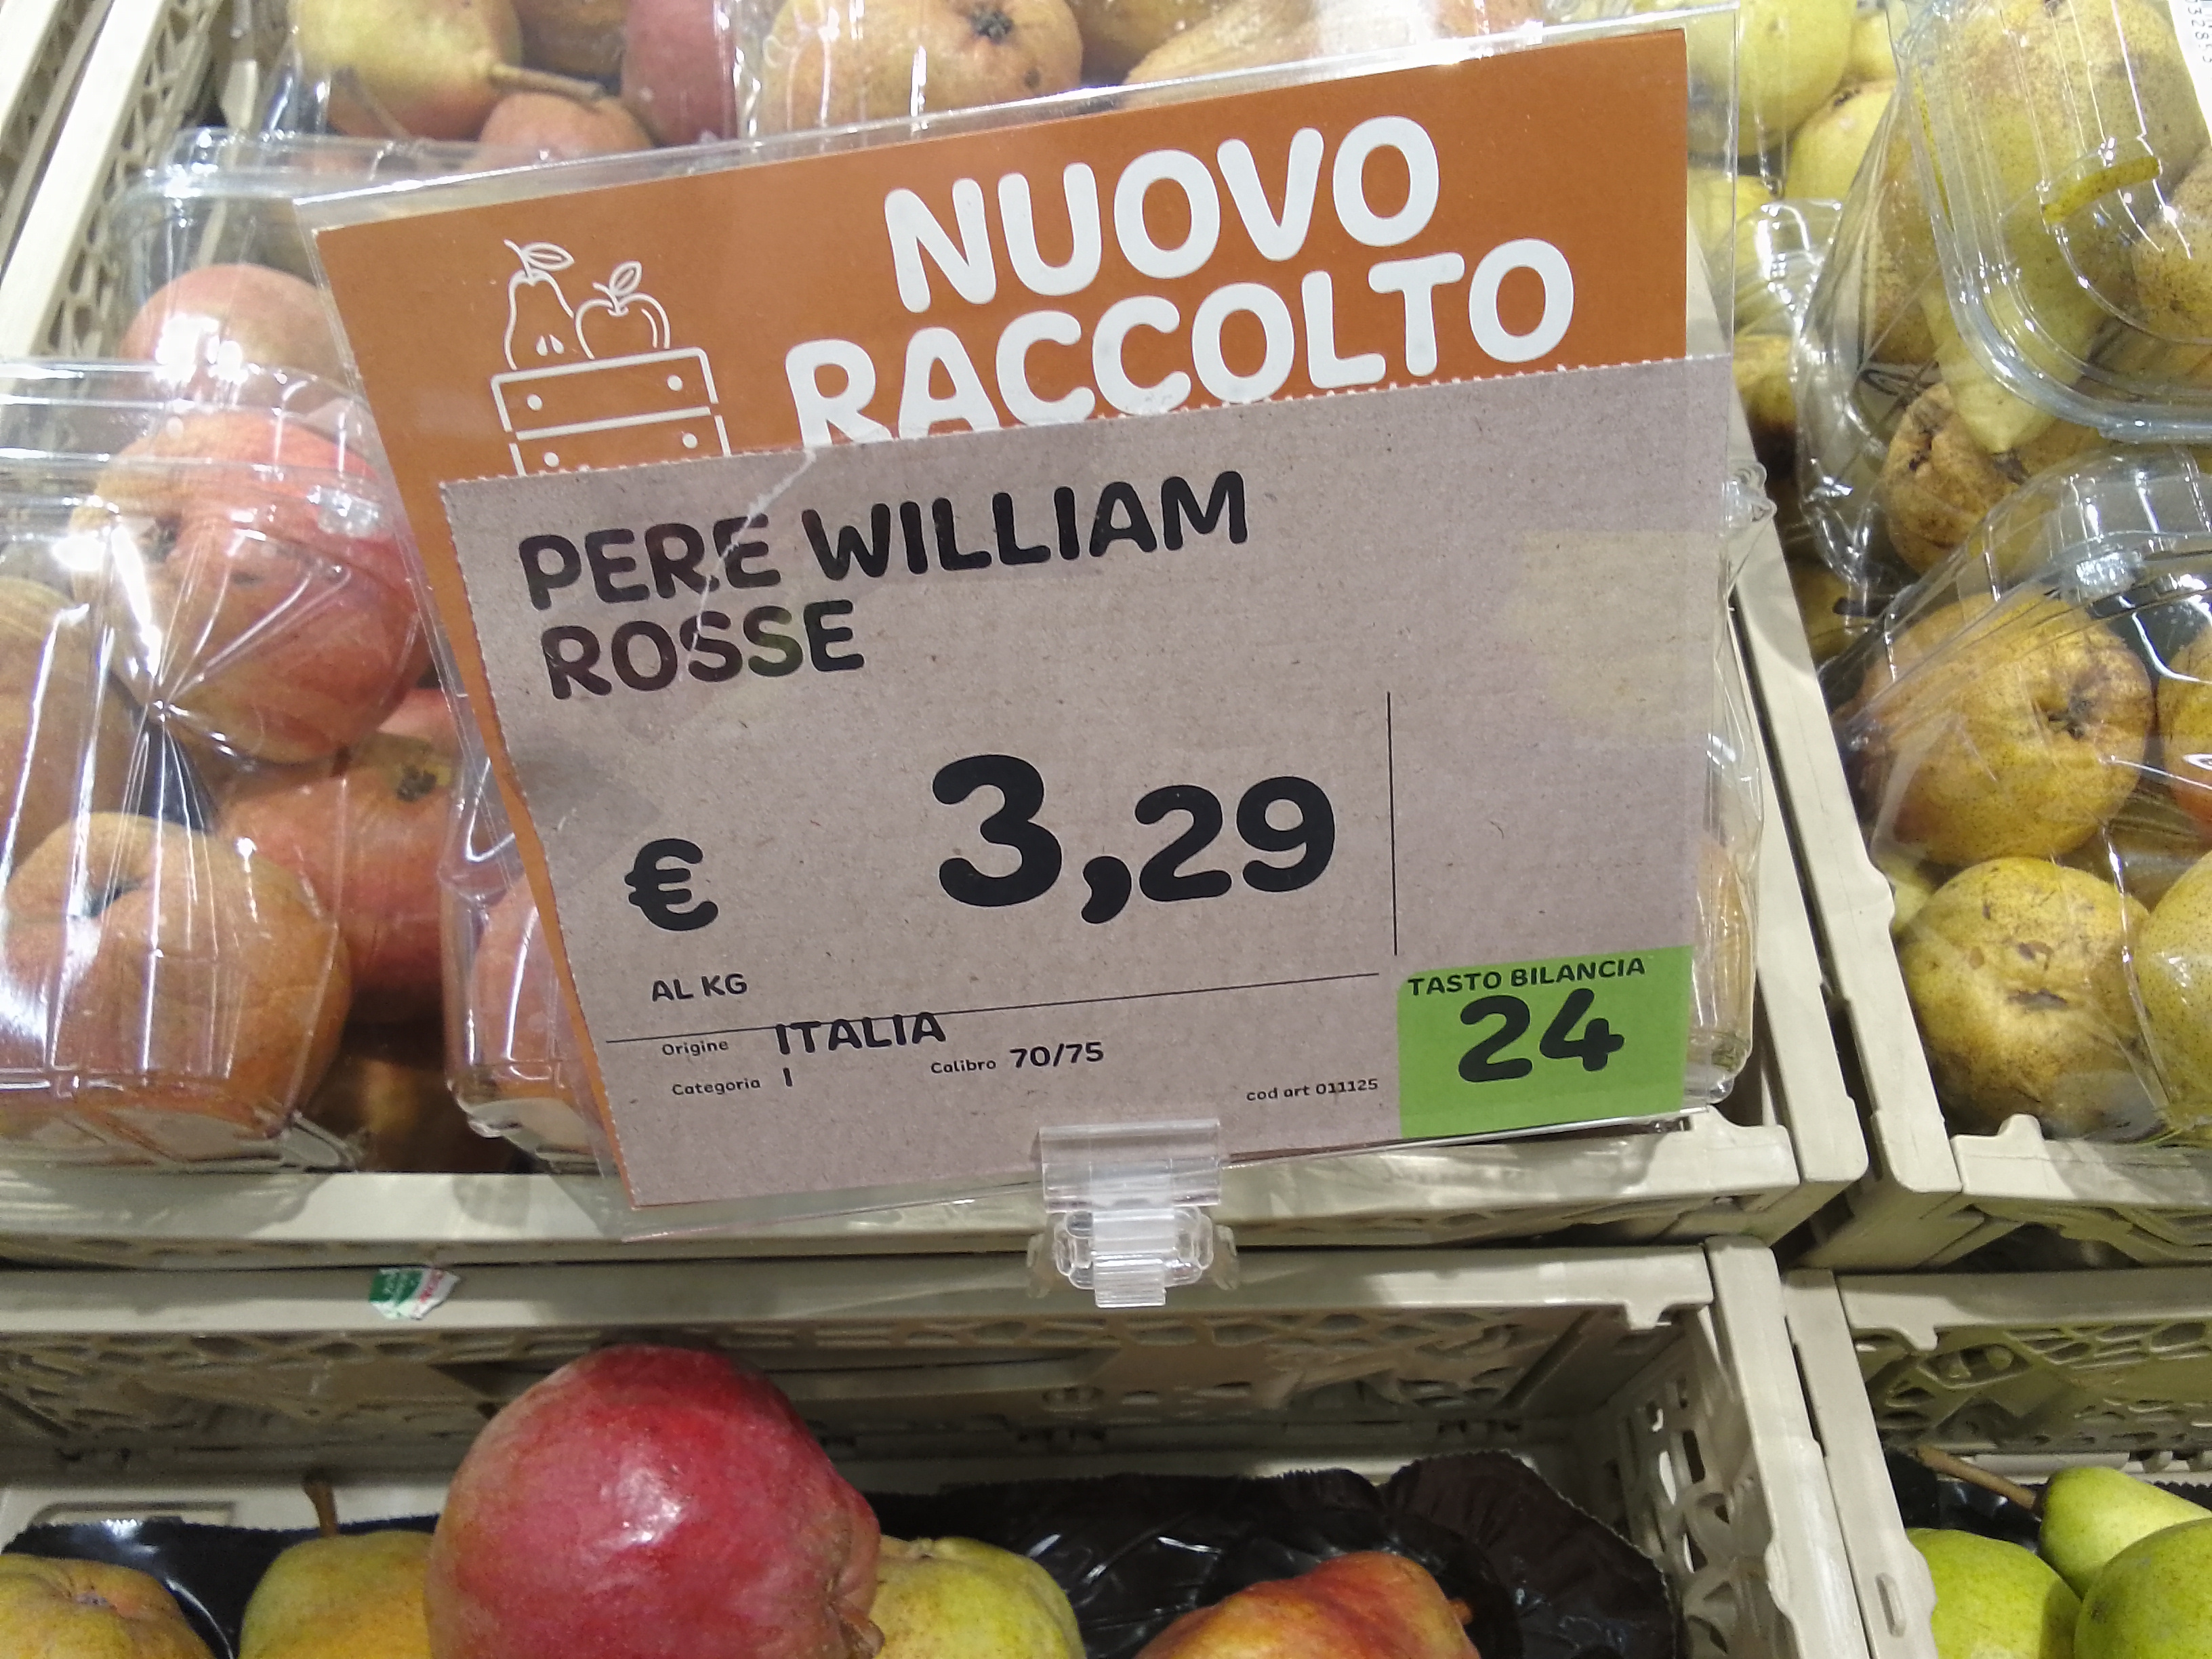 NUOVO
RACCOLTO
PERE WILLIAM
ROSSE
€ 3,29
AL KG
Origine ITALIA
Categoria I Calibro 70/75
cod art 011125
TASTO BILANCIA
24